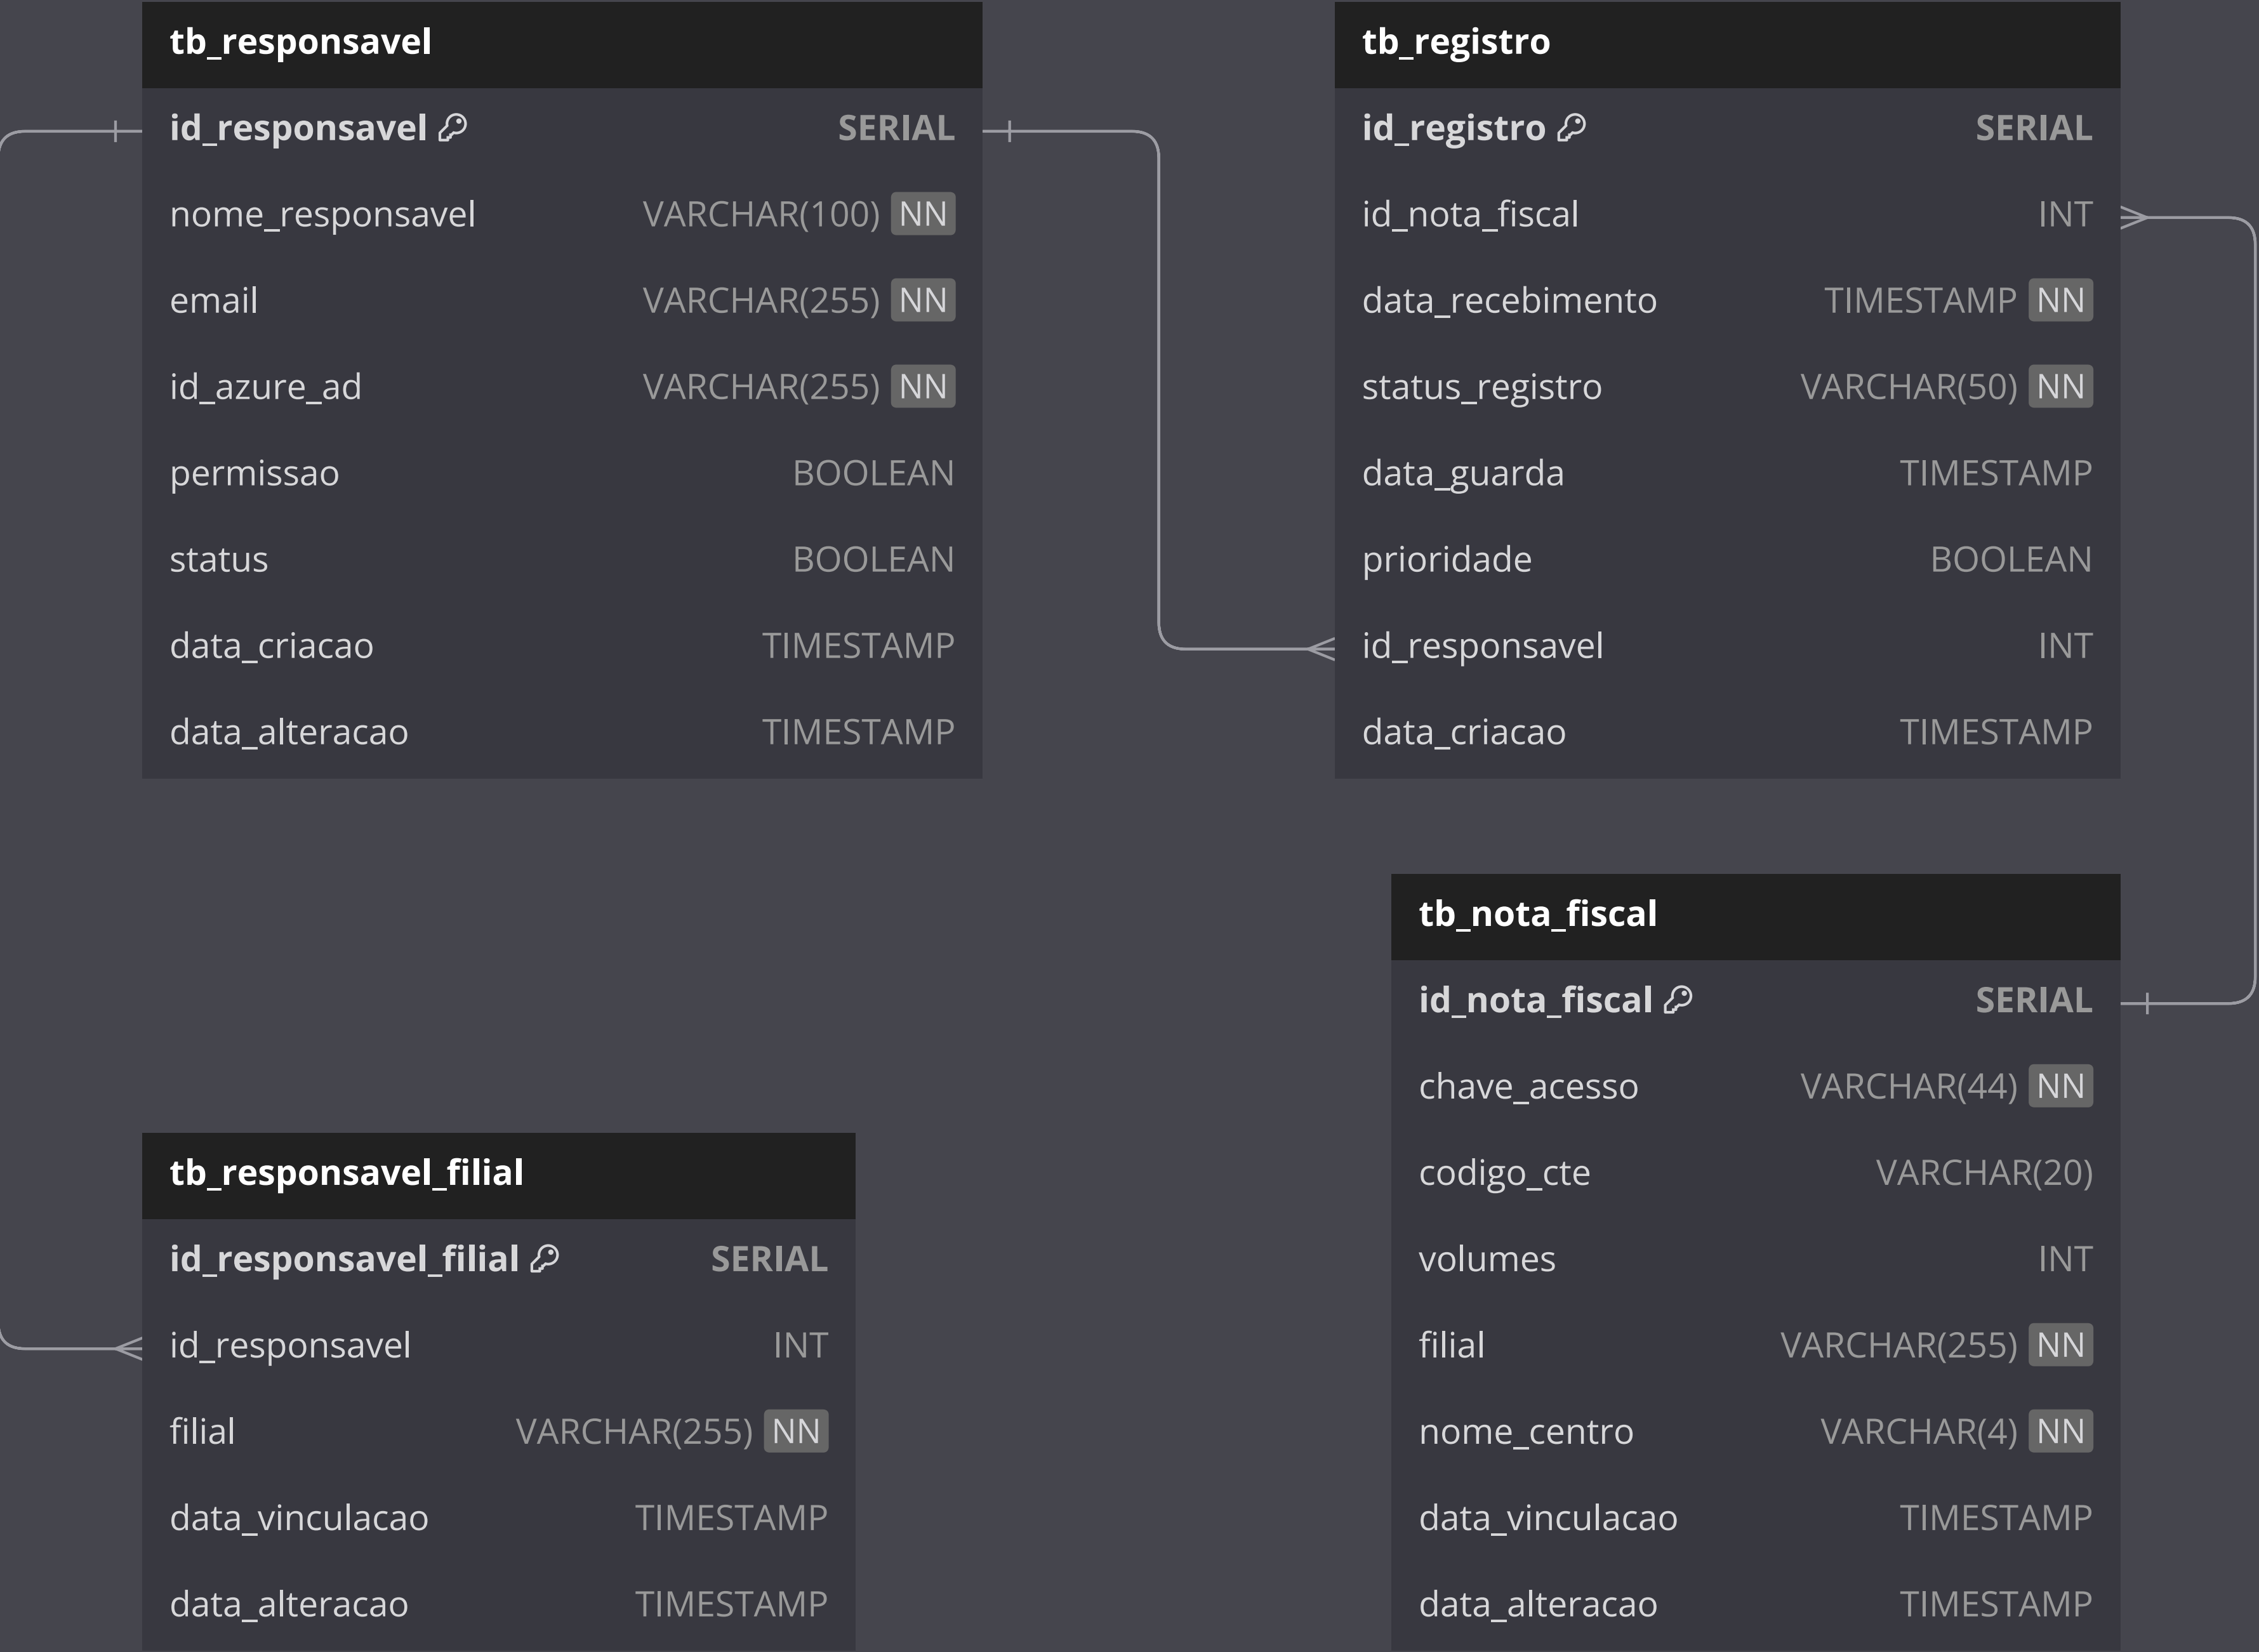 tb_responsavel
id_responsavel SERIAL
nome_responsavel VARCHAR(100) NN
email VARCHAR(255) NN
id_azure_ad VARCHAR(255) NN
permissao BOOLEAN
status BOOLEAN
data_criacao TIMESTAMP
data_alteracao TIMESTAMP
tb_registro
id_registro SERIAL
id_nota_fiscal INT
data_recebimento TIMESTAMP NN
status_registro VARCHAR(50) NN
data_guarda TIMESTAMP
prioridade BOOLEAN
id_responsavel INT
data_criacao TIMESTAMP
tb_responsavel_filial
id_responsavel_filial SERIAL
id_responsavel INT
filial VARCHAR(255) NN
data_vinculacao TIMESTAMP
data_alteracao TIMESTAMP
tb_nota_fiscal
id_nota_fiscal SERIAL
chave_acesso VARCHAR(44) NN
codigo_cte VARCHAR(20)
volumes INT
filial VARCHAR(255) NN
nome_centro VARCHAR(4) NN
data_vinculacao TIMESTAMP
data_alteracao TIMESTAMP